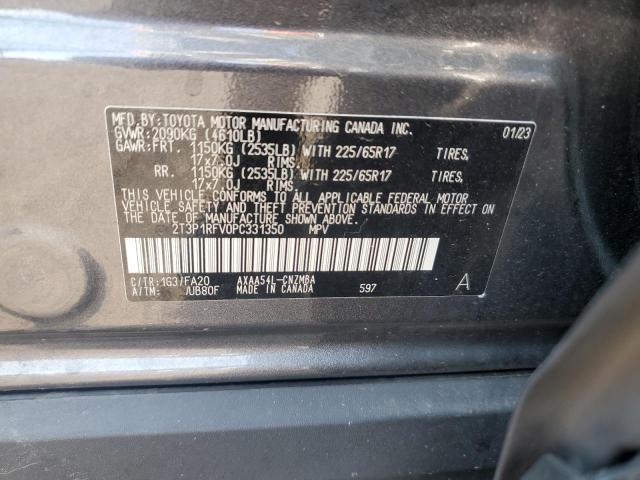 MFD.BY:TOYOTA MOTOR MANUFACTURING CANADA INC. 01/23
GVWR:2090KG (4610LB)
GAWR:FRT. 1150KG (2535LB) WITH 225/65R17 TIRES,
17x7.0J RIMS,
RR. 1150KG (2535LB) WITH 225/65R17 TIRES,
17x7.0J RIMS.
THIS VEHICLE CONFORMS TO ALL APPLICABLE FEDERAL MOTOR
VEHICLE SAFETY AND THEFT PREVENTION STANDARDS IN EFFECT ON
THE DATE OF MANUFACTURE SHOWN ABOVE.
2T3P1RFV0PC331350 MPV
C/TR:1G3/FA20 AXAA54L-CNZMBA
A/TM: /UB80F MADE IN CANADA 597 A